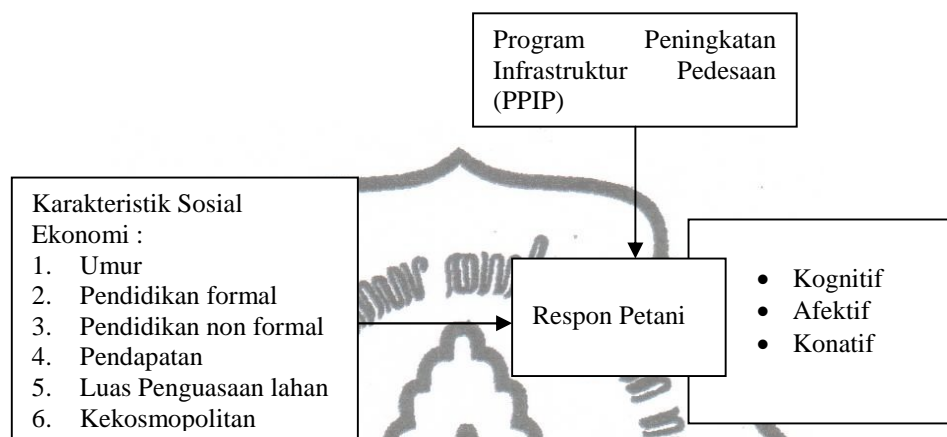 Program Peningkatan
Infrastruktur Pedesaan
(PPIP)
Karakteristik Sosial
Ekonomi :
1. Umur
2. Pendidikan formal
3. Pendidikan non formal
4. Pendapatan
5. Luas Penguasaan lahan
6. Kekosmopolitan
Respon Petani
• Kognitif
• Afektif
• Konatif